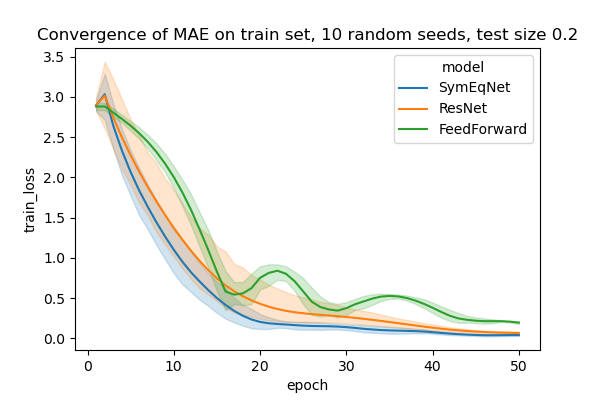 Convergence of MAE on train set, 10 random seeds, test size 0.2
model
SymEqNet
ResNet
FeedForward
train_loss
3.5
3.0
2.5
2.0
1.5
1.0
0.5
0.0
0
10
20
30
40
50
epoch